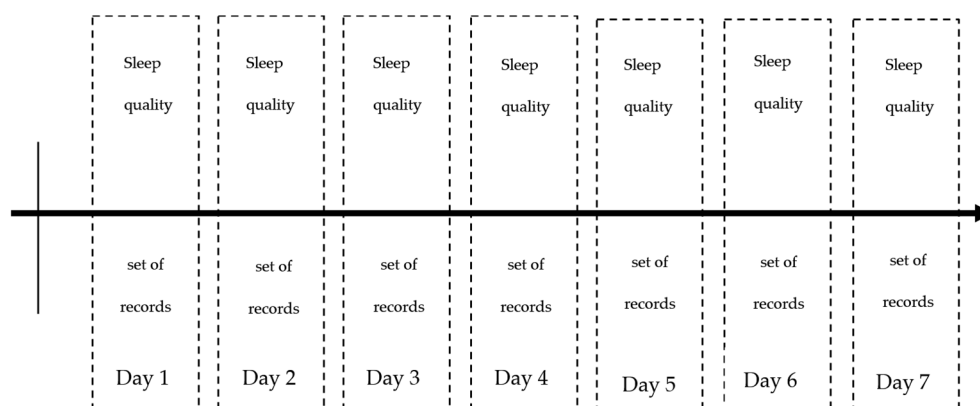 Sleep
quality
set of
records
Day 1
Sleep
quality
set of
records
Day 2
Sleep
quality
set of
records
Day 3
Sleep
quality
set of
records
Day 4
Sleep
quality
set of
records
Day 5
Sleep
quality
set of
records
Day 6
Sleep
quality
set of
records
Day 7